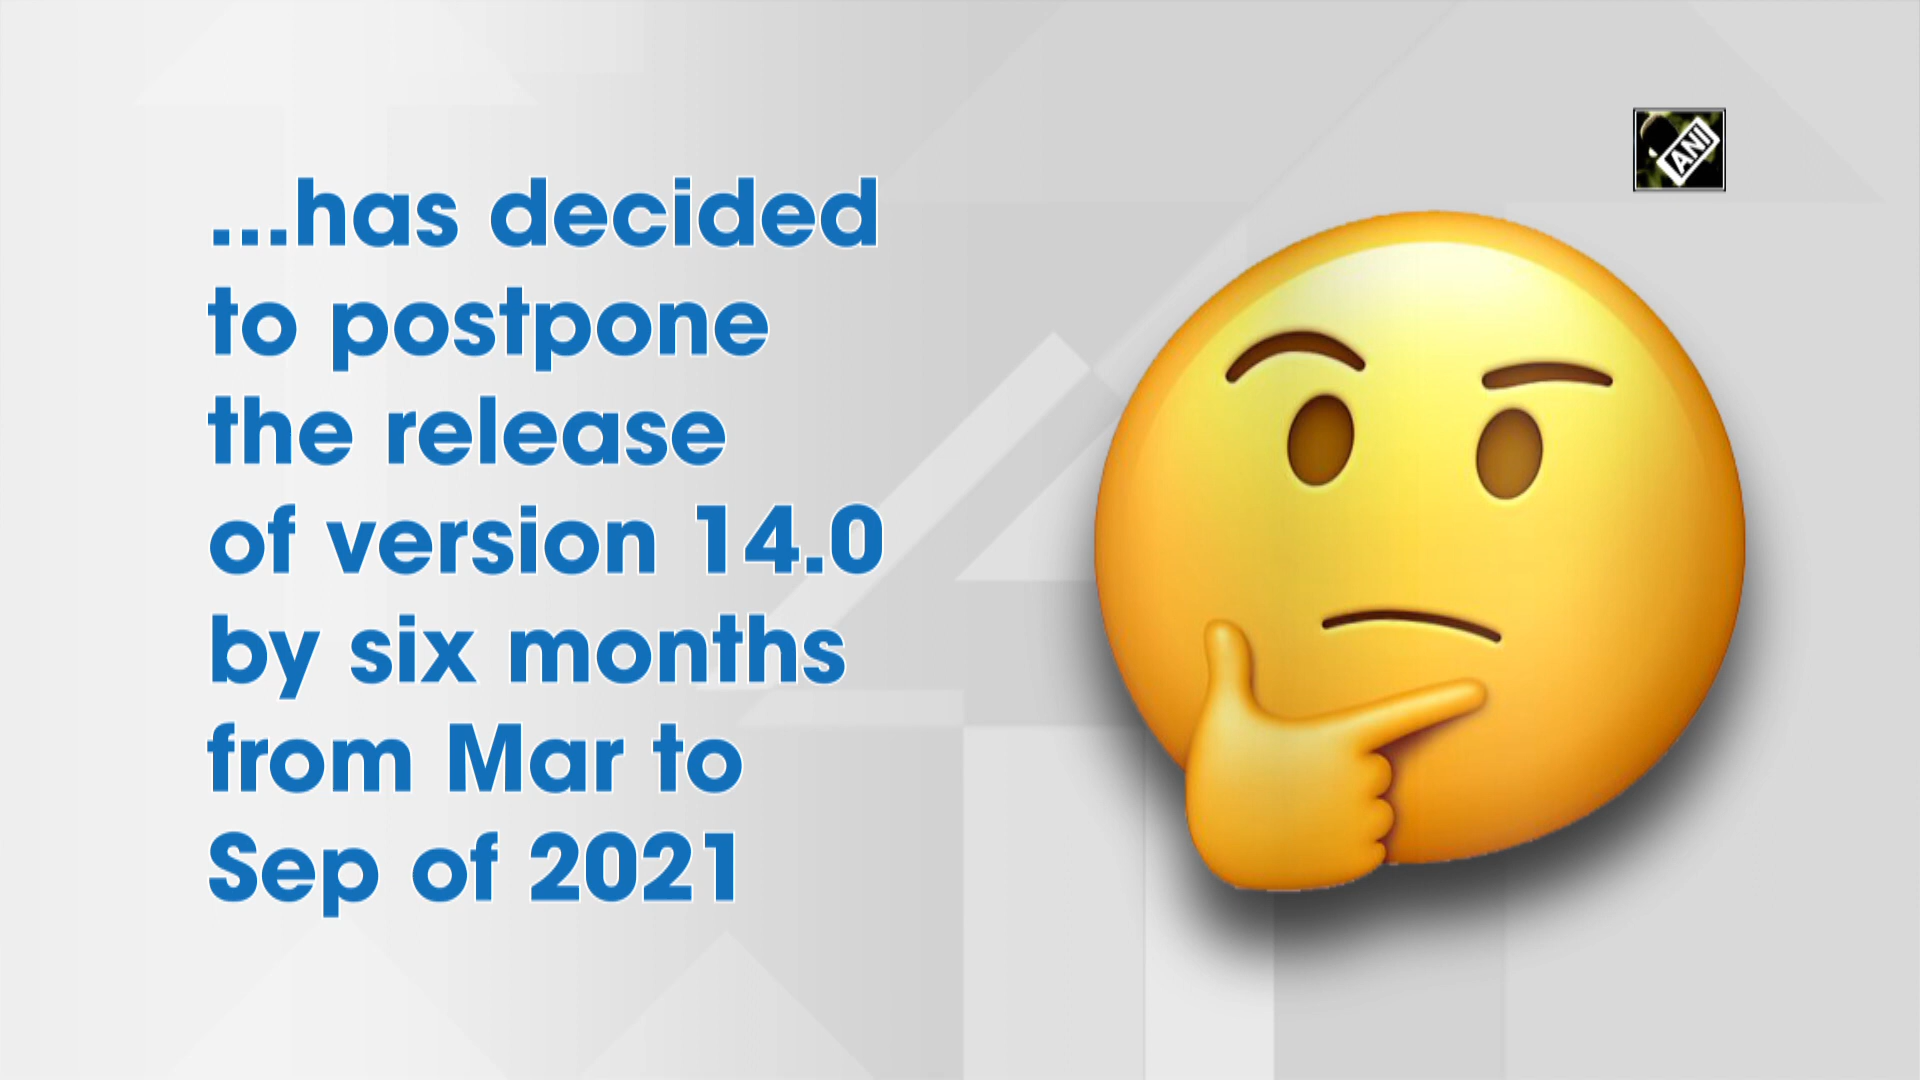 ANI
...has decided
to postpone
the release
of version 14.0
by six months
from Mar to
Sep of 2021